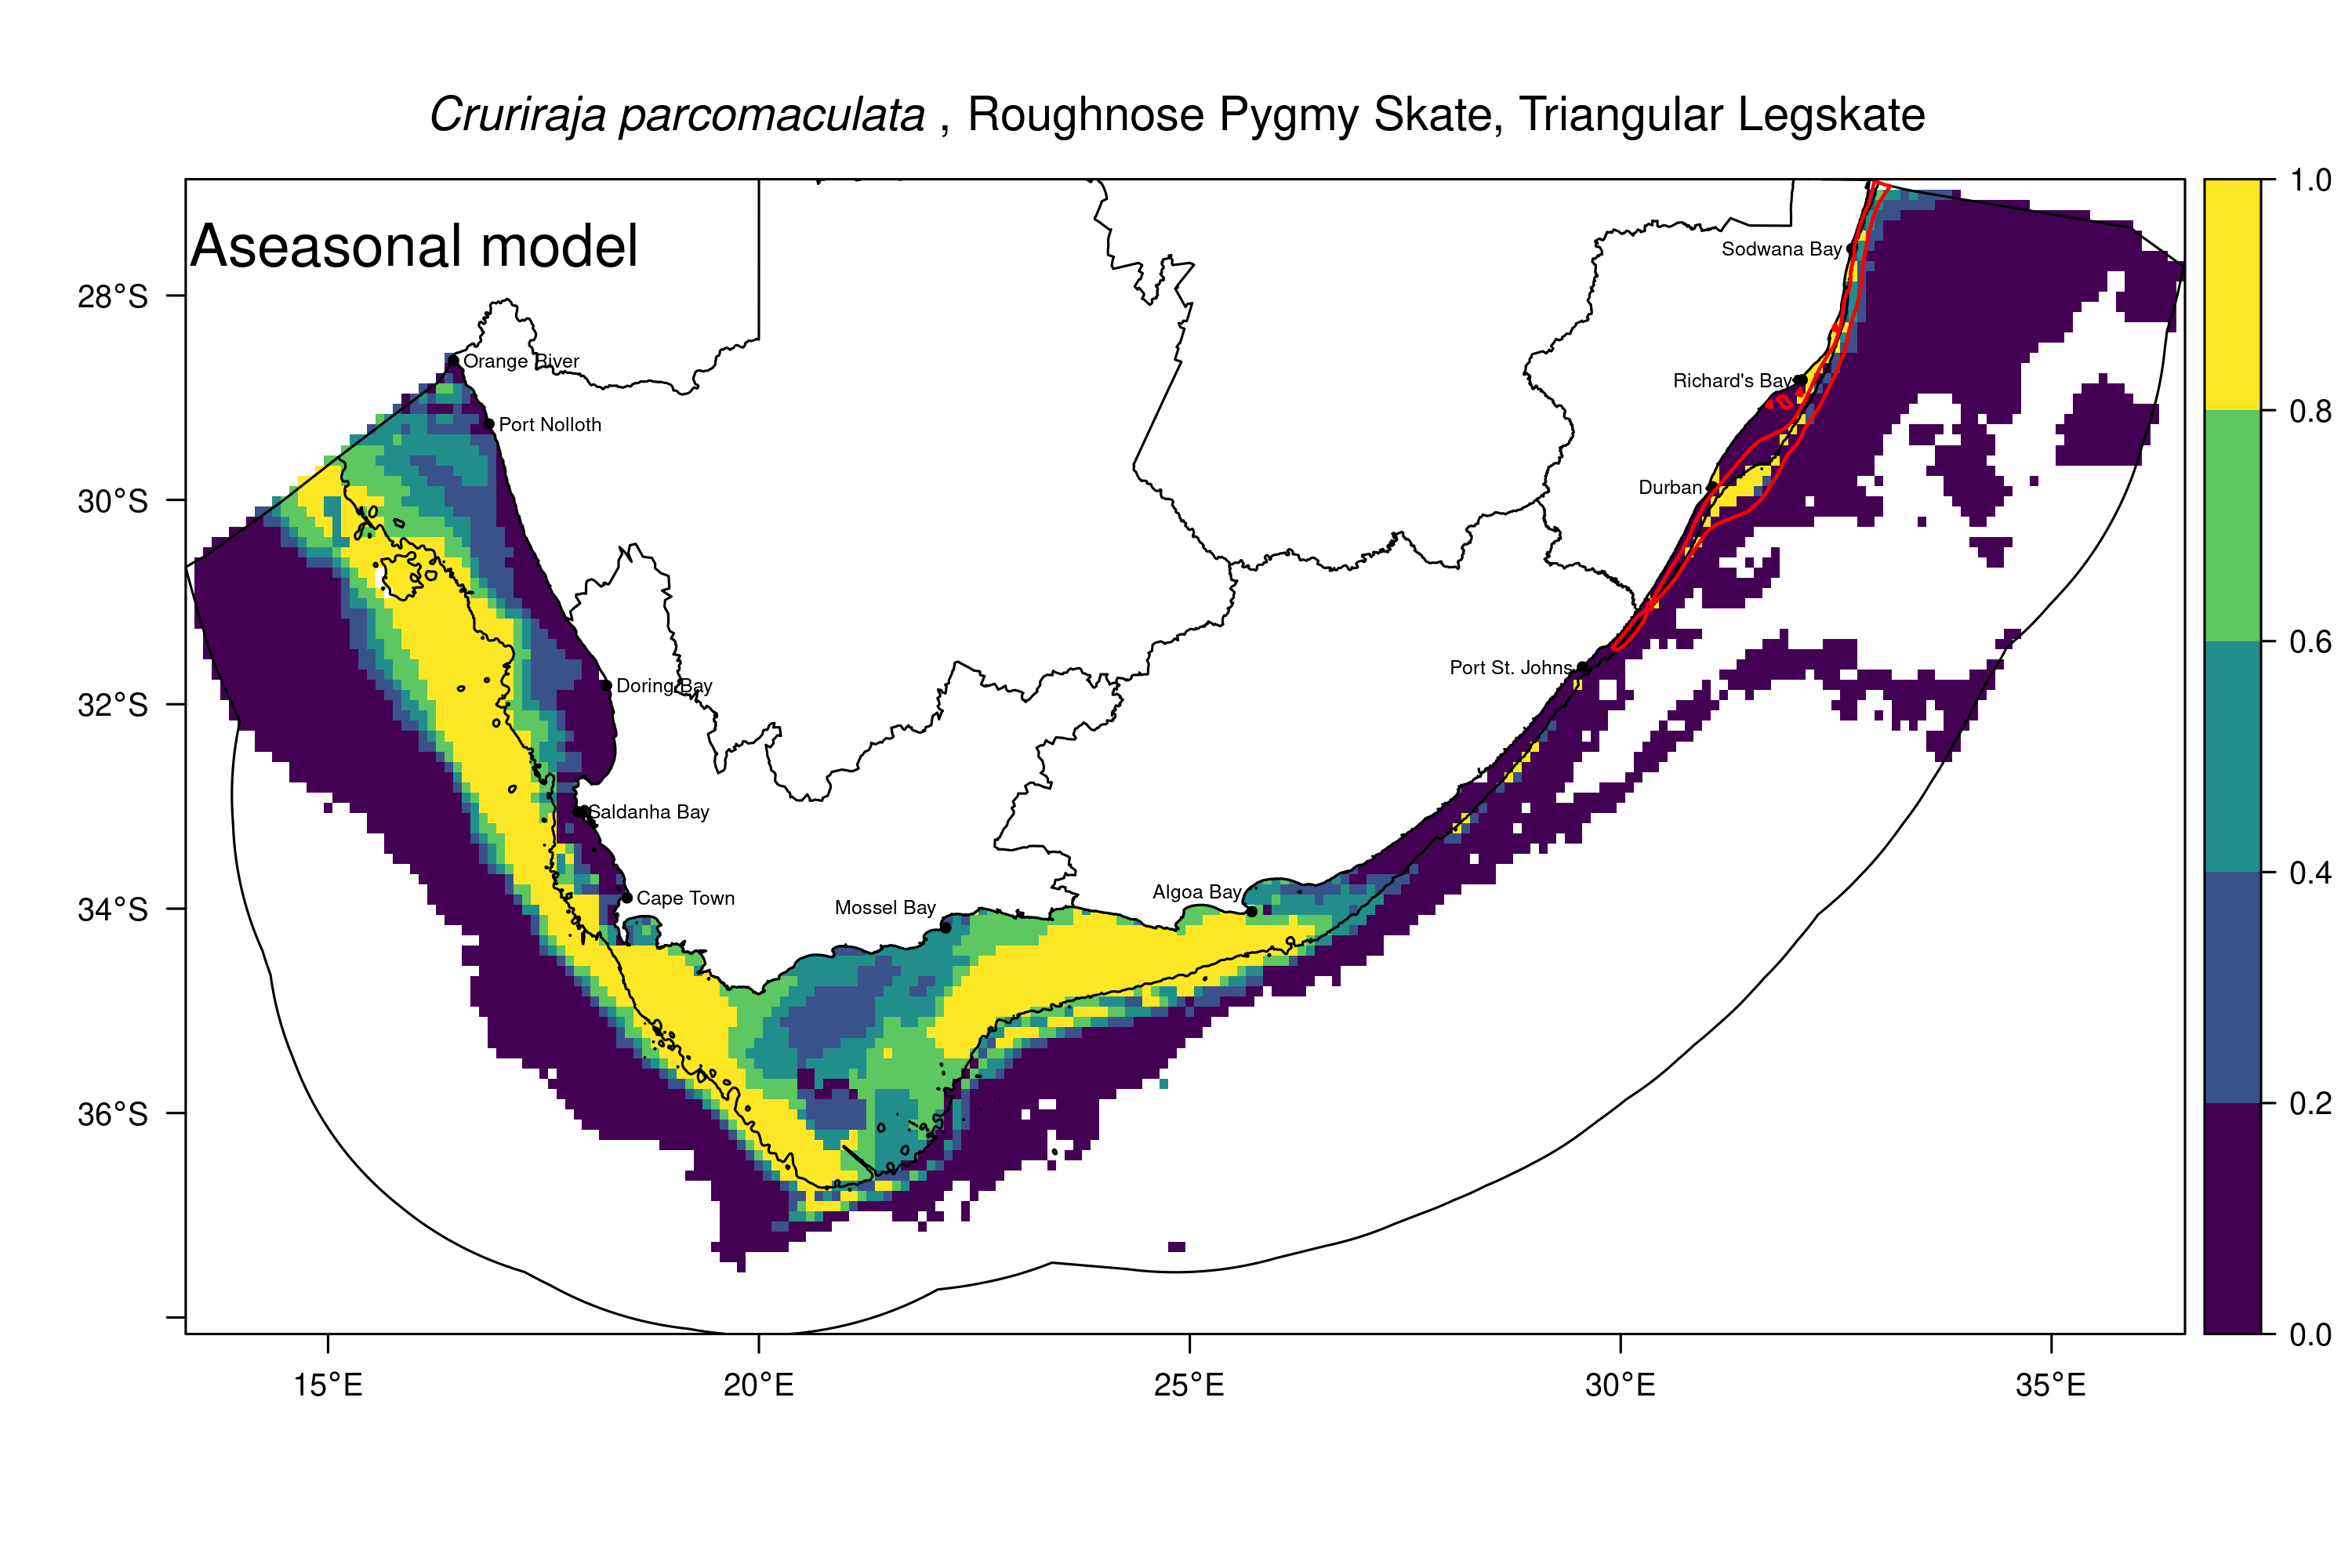 Cruriraja parcomaculata , Roughnose Pygmy Skate, Triangular Legskate
Aseasonal model
Sodwana Bay
Orange River
Richard's Bay
Port Nolloth
Durban
Port St. Johns
Doring Bay
Saldanha Bay
Cape Town
Mossel Bay
Algoa Bay
28°S
30°S
32°S
34°S
36°S
15°E
20°E
25°E
30°E
35°E
1.0
0.8
0.6
0.4
0.2
0.0